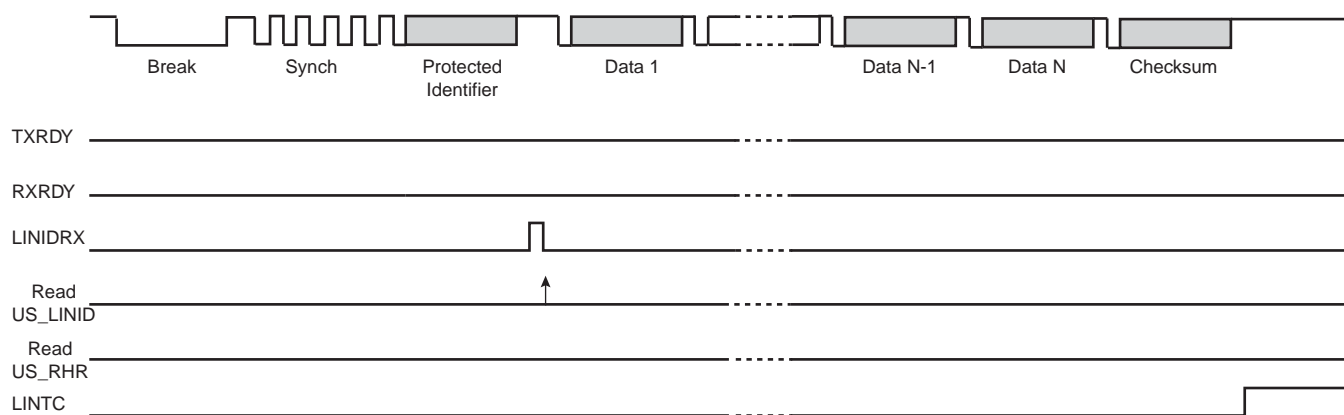 Break
Synch
Protected
Identifier
Data 1
Data N-1
Data N
Checksum
TXRDY
RXRDY
LINIDRX
Read
US_LINID
Read
US_RHR
LINTC